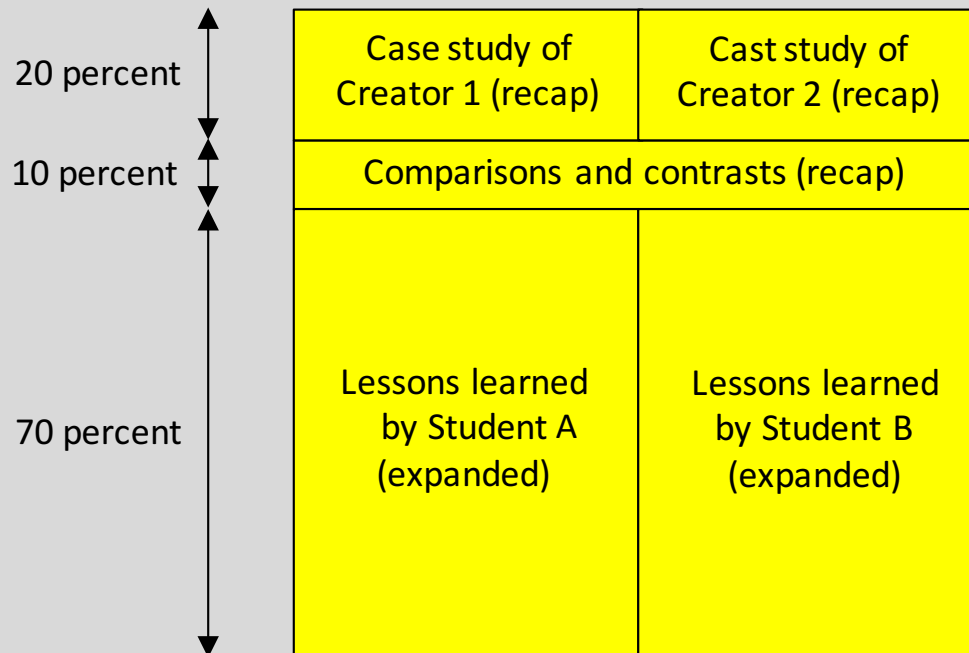 20 percent
Case study of
Creator 1 (recap)
Cast study of
Creator 2 (recap)
10 percent
Comparisons and contrasts (recap)
70 percent
Lessons learned
by Student A
(expanded)
Lessons learned
by Student B
(expanded)